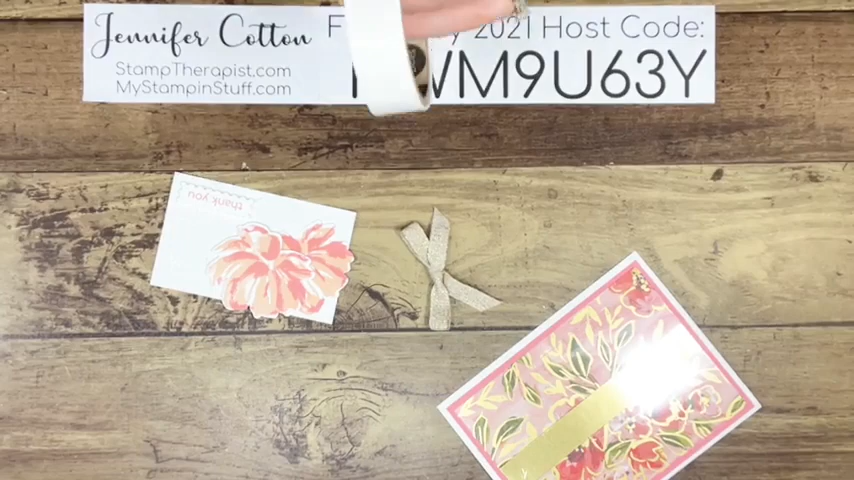 Jennifer Cotton
StampTherapist.com
MyStampinStuff.com
2021 Host Code:
WM9U63Y
thank you